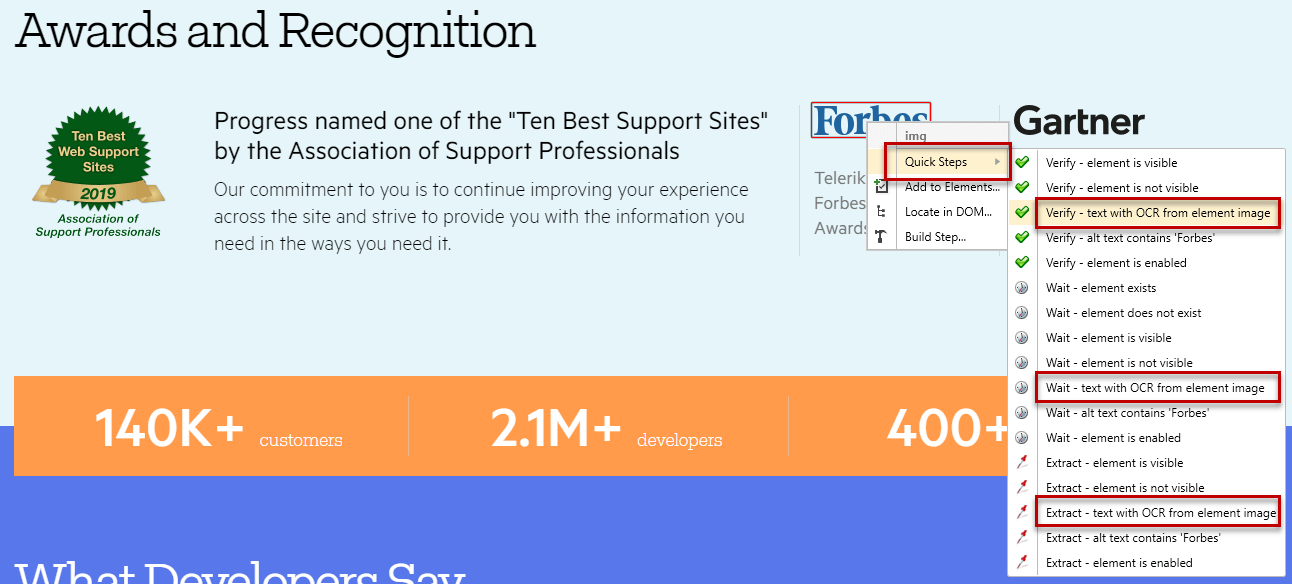 Awards and Recognition
Ten Best
Web Support
Sites
2019
Association of
Support Professionals
Progress named one of the "Ten Best Support Sites"
by the Association of Support Professionals
Our commitment to you is to continue improving your experience
across the site and strive to provide you with the information you
need in the ways you need it.
Forbes
Telerik
Forbes
Awards
Gartner
img
Quick Steps
Add to Elements...
Locate in DOM...
Build Step...
Verify - element is visible
Verify - element is not visible
Verify - text with OCR from element image
Verify - alt text contains 'Forbes'
Verify - element is enabled
Wait - element exists
Wait - element does not exist
Wait - element is visible
Wait - element is not visible
Wait - text with OCR from element image
Wait - alt text contains 'Forbes'
Wait - element is enabled
Extract - element is visible
Extract - element is not visible
Extract - text with OCR from element image
Extract - alt text contains 'Forbes'
Extract - element is enabled
140K+ customers
2.1M+ developers
400+
What Developers Say